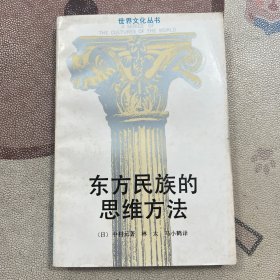 世界文化丛书
THE CULTURES OF THE WORLD
东方民族的
思维方法
〔日〕中村元著 林 太 马小鹤译